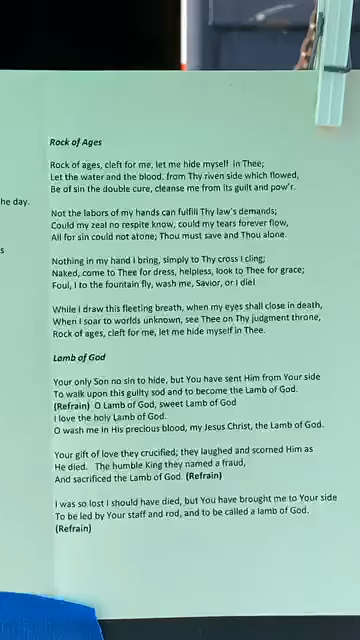 Rock of Ages
Rock of ages, cleft for me, let me hide myself in Thee;
Let the water and the blood, from Thy riven side which flowed,
Be of sin the double cure, cleanse me from its guilt and pow'r.
he day.
Not the labors of my hands can fulfill Thy law's demands;
Could my zeal no respite know, could my tears forever flow,
All for sin could not atone; Thou must save and Thou alone.
s
Nothing in my hand I bring, simply to Thy cross I cling;
Naked, come to Thee for dress, helpless, look to Thee for grace;
Foul, I to the fountain fly, wash me, Savior, or I die!
While I draw this fleeting breath, when my eyes shall close in death,
When I soar to worlds unknown, see Thee on Thy judgment throne,
Rock of ages, cleft for me, let me hide myself in Thee.
Lamb of God
Your only Son no sin to hide, but You have sent Him from Your side
To walk upon this guilty sod and to become the Lamb of God.
(Refrain) O Lamb of God, sweet Lamb of God
I love the holy Lamb of God.
O wash me in His precious blood, my Jesus Christ, the Lamb of God.
Your gift of love they crucified; they laughed and scorned Him as
He died. The humble King they named a fraud,
And sacrificed the Lamb of God. (Refrain)
I was so lost I should have died, but You have brought me to Your side
To be led by Your staff and rod, and to be called a lamb of God.
(Refrain)